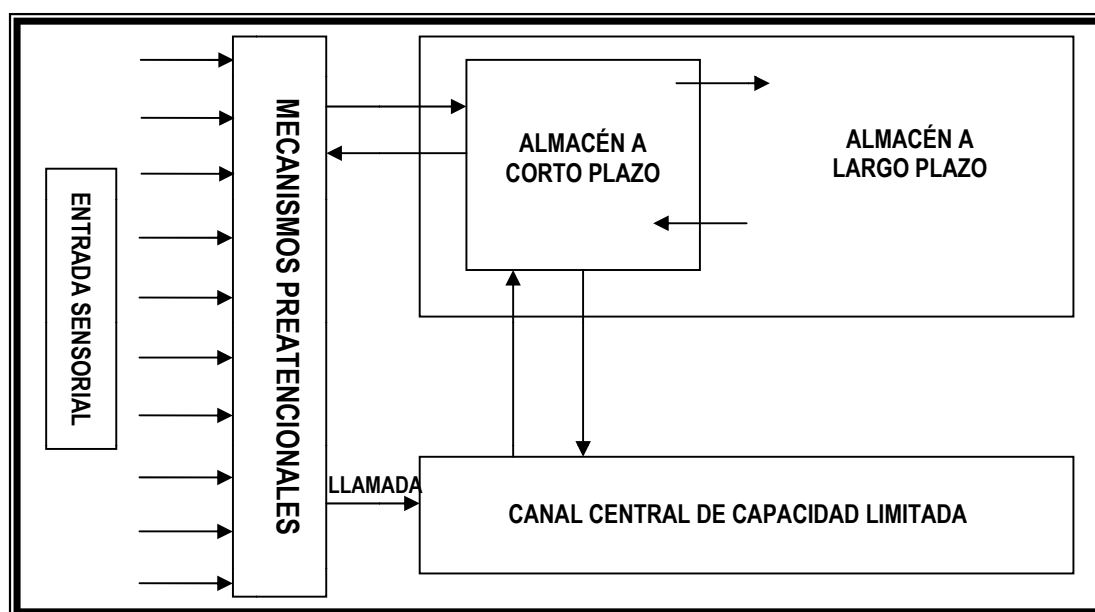 ENTRADA SENSORIAL
MECANISMOS PREATENCIONALES
ALMACÉN A
CORTO PLAZO
ALMACÉN A
LARGO PLAZO
LLAMADA
CANAL CENTRAL DE CAPACIDAD LIMITADA